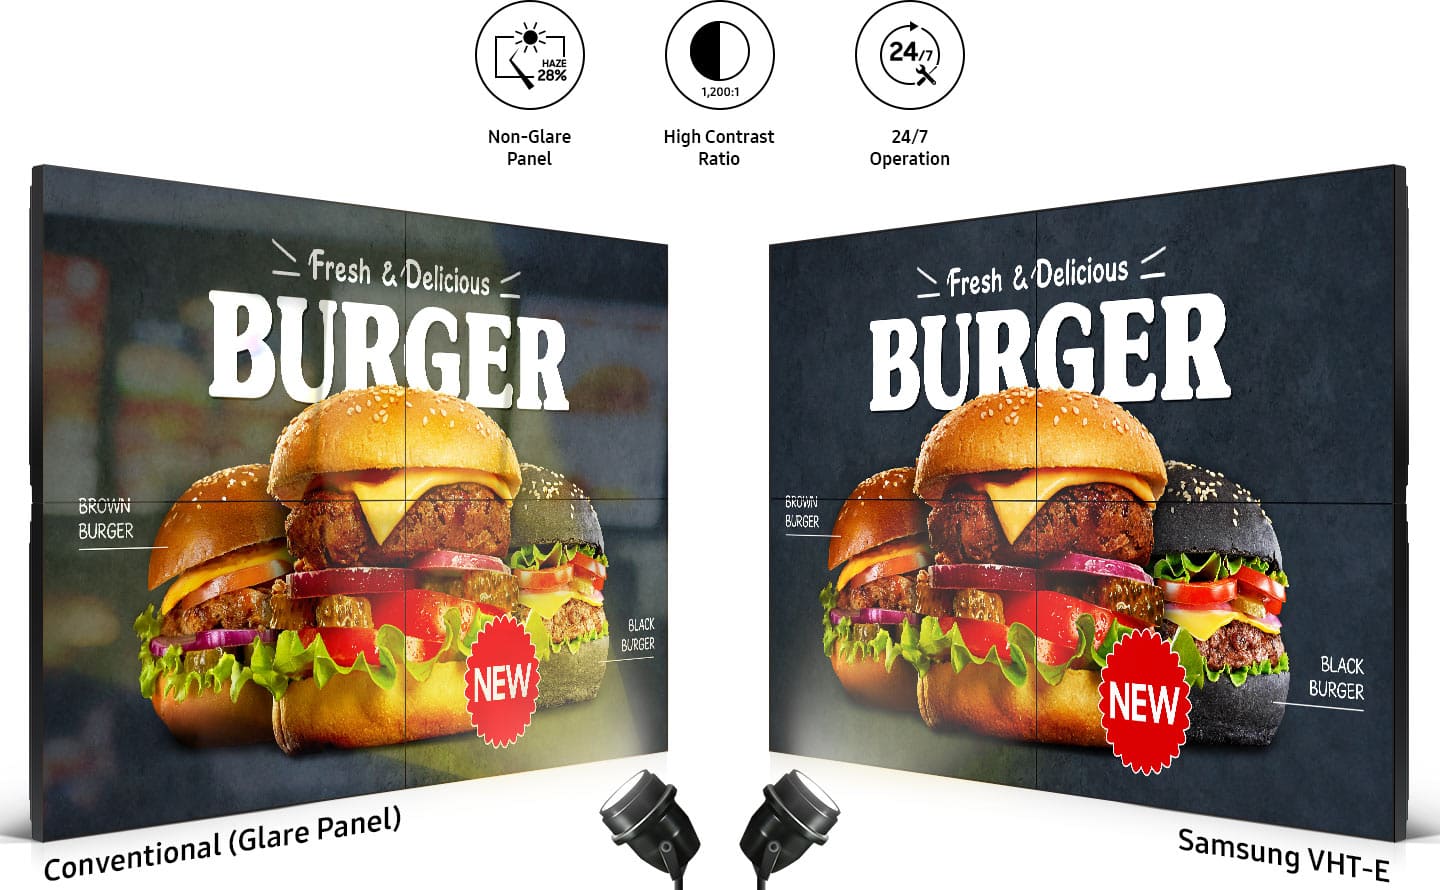 HAZE
28%
1,200:1
24/7
Non-Glare
Panel
High Contrast
Ratio
24/7
Operation
Fresh & Delicious
BURGER
BROWN
BURGER
BLACK
BURGER
NEW
Conventional (Glare Panel)
Fresh & Delicious
BURGER
BROWN
BURGER
BLACK
BURGER
NEW
Samsung VHT-E